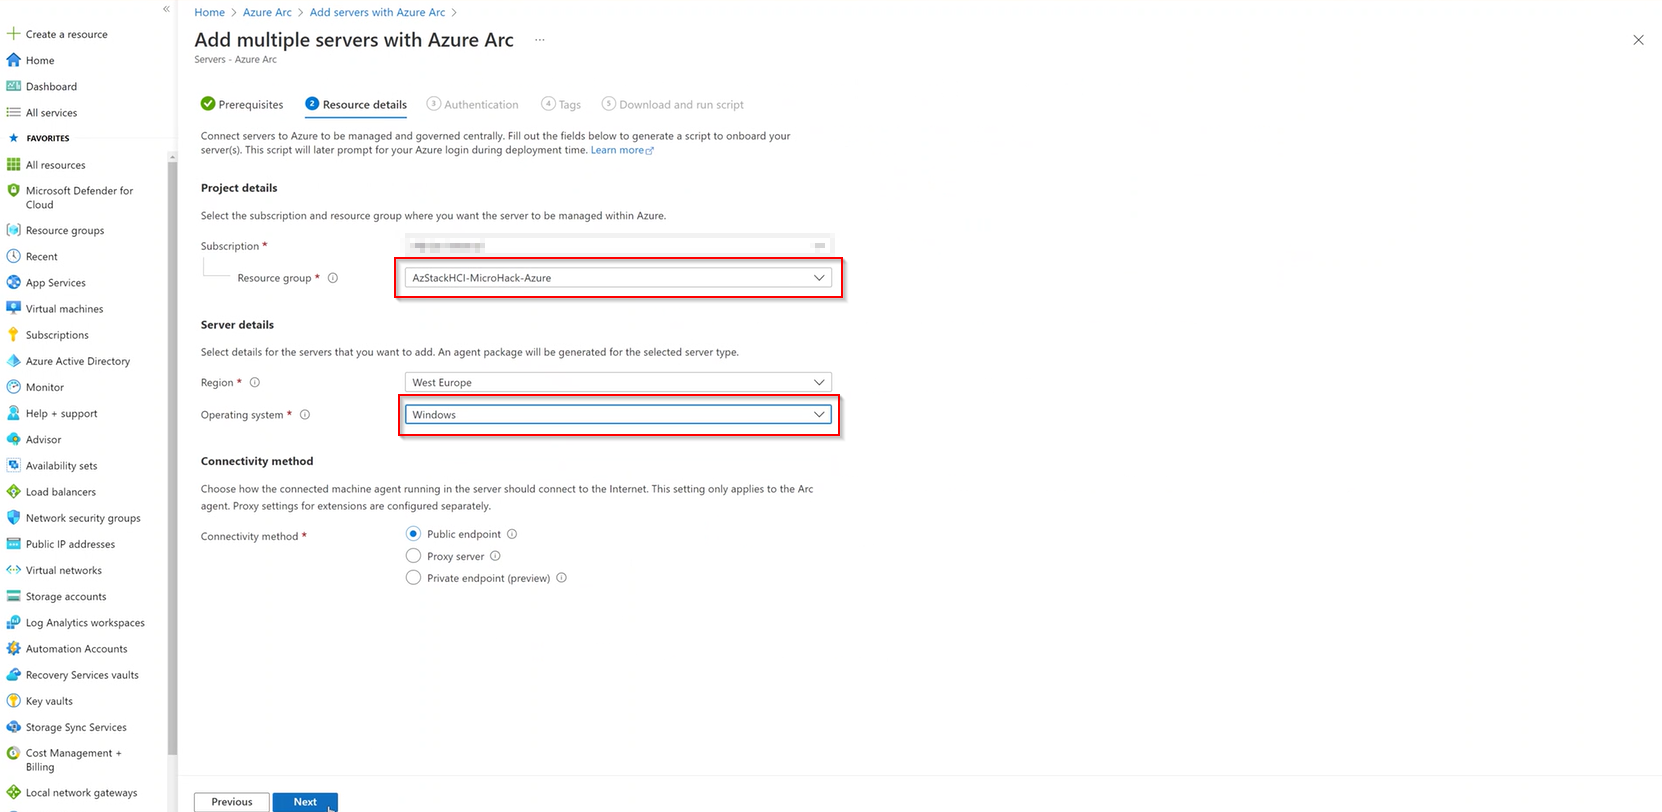 Home > Azure Arc > Add servers with Azure Arc >
Add multiple servers with Azure Arc ...
Servers - Azure Arc
Create a resource
Home
Dashboard
All services
FAVORITES
All resources
Microsoft Defender for
Cloud
Resource groups
Recent
App Services
Virtual machines
Subscriptions
Azure Active Directory
Monitor
Help + support
Advisor
Availability sets
Load balancers
Network security groups
Public IP addresses
Virtual networks
Storage accounts
Log Analytics workspaces
Automation Accounts
Recovery Services vaults
Key vaults
Storage Sync Services
Cost Management +
Billing
Local network gateways
Prerequisites 2 Resource details 3 Authentication 4 Tags 5 Download and run script
Connect servers to Azure to be managed and governed centrally. Fill out the fields below to generate a script to onboard your
server(s). This script will later prompt for your Azure login during deployment time. Learn more
Project details
Select the subscription and resource group where you want the server to be managed within Azure.
Subscription *
Resource group * AzStackHCI-MicroHack-Azure
Server details
Select details for the servers that you want to add. An agent package will be generated for the selected server type.
Region * West Europe
Operating system * Windows
Connectivity method
Choose how the connected machine agent running in the server should connect to the Internet. This setting only applies to the Arc
agent. Proxy settings for extensions are configured separately.
Connectivity method * Public endpoint
Proxy server
Private endpoint (preview)
Previous Next